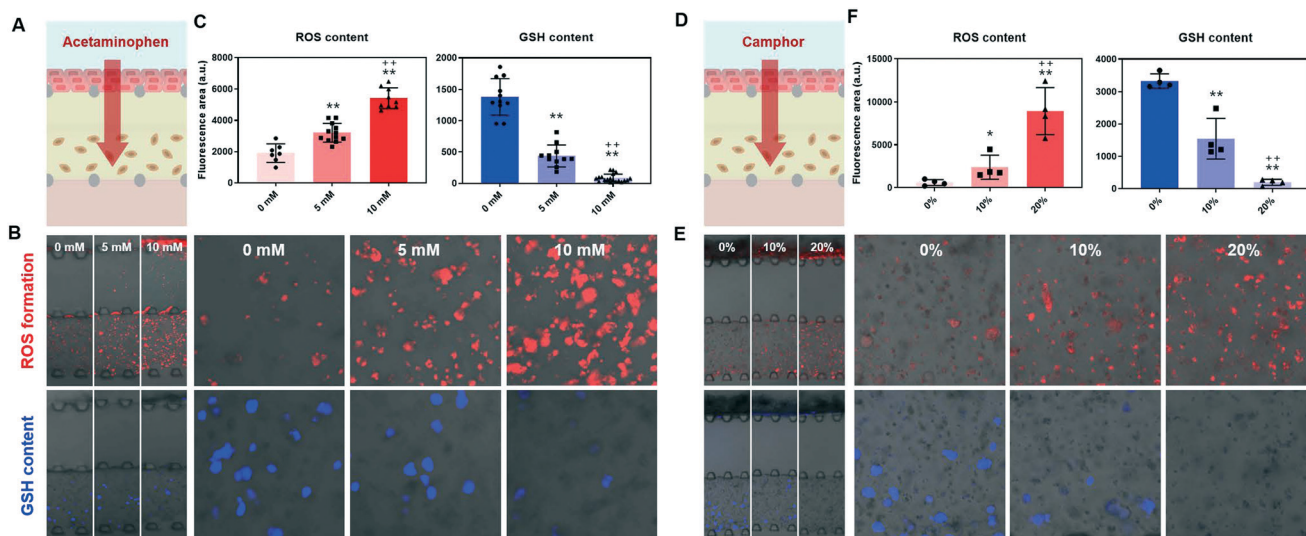 A
Acetaminophen
C
ROS content
Fluorescence area (a.u.)
8000
6000
4000
2000
0
**
++
**
0 mM
5 mM
10 mM
GSH content
2000
1500
1000
500
0
**
++
**
0 mM
5 mM
10 mM
D
Camphor
F
ROS content
Fluorescence area (a.u.)
15000
10000
5000
0
*
++
**
0%
10%
20%
GSH content
4000
3000
2000
1000
0
**
++
**
0%
10%
20%
B
ROS formation
0 mM
5 mM
10 mM
0 mM
5 mM
10 mM
GSH content
E
0%
10%
20%
0%
10%
20%